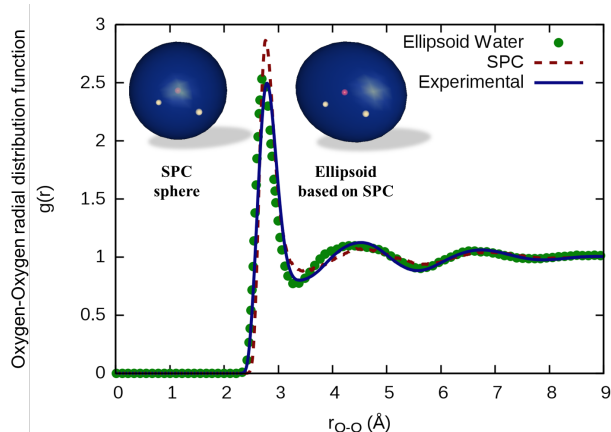 Oxygen-Oxygen radial distribution function
g(r)
3
2.5
2
1.5
1
0.5
0
Ellipsoid Water
SPC
Experimental
SPC
sphere
Ellipsoid
based on SPC
0 1 2 3 4 5 6 7 8 9
rO-O (Å)